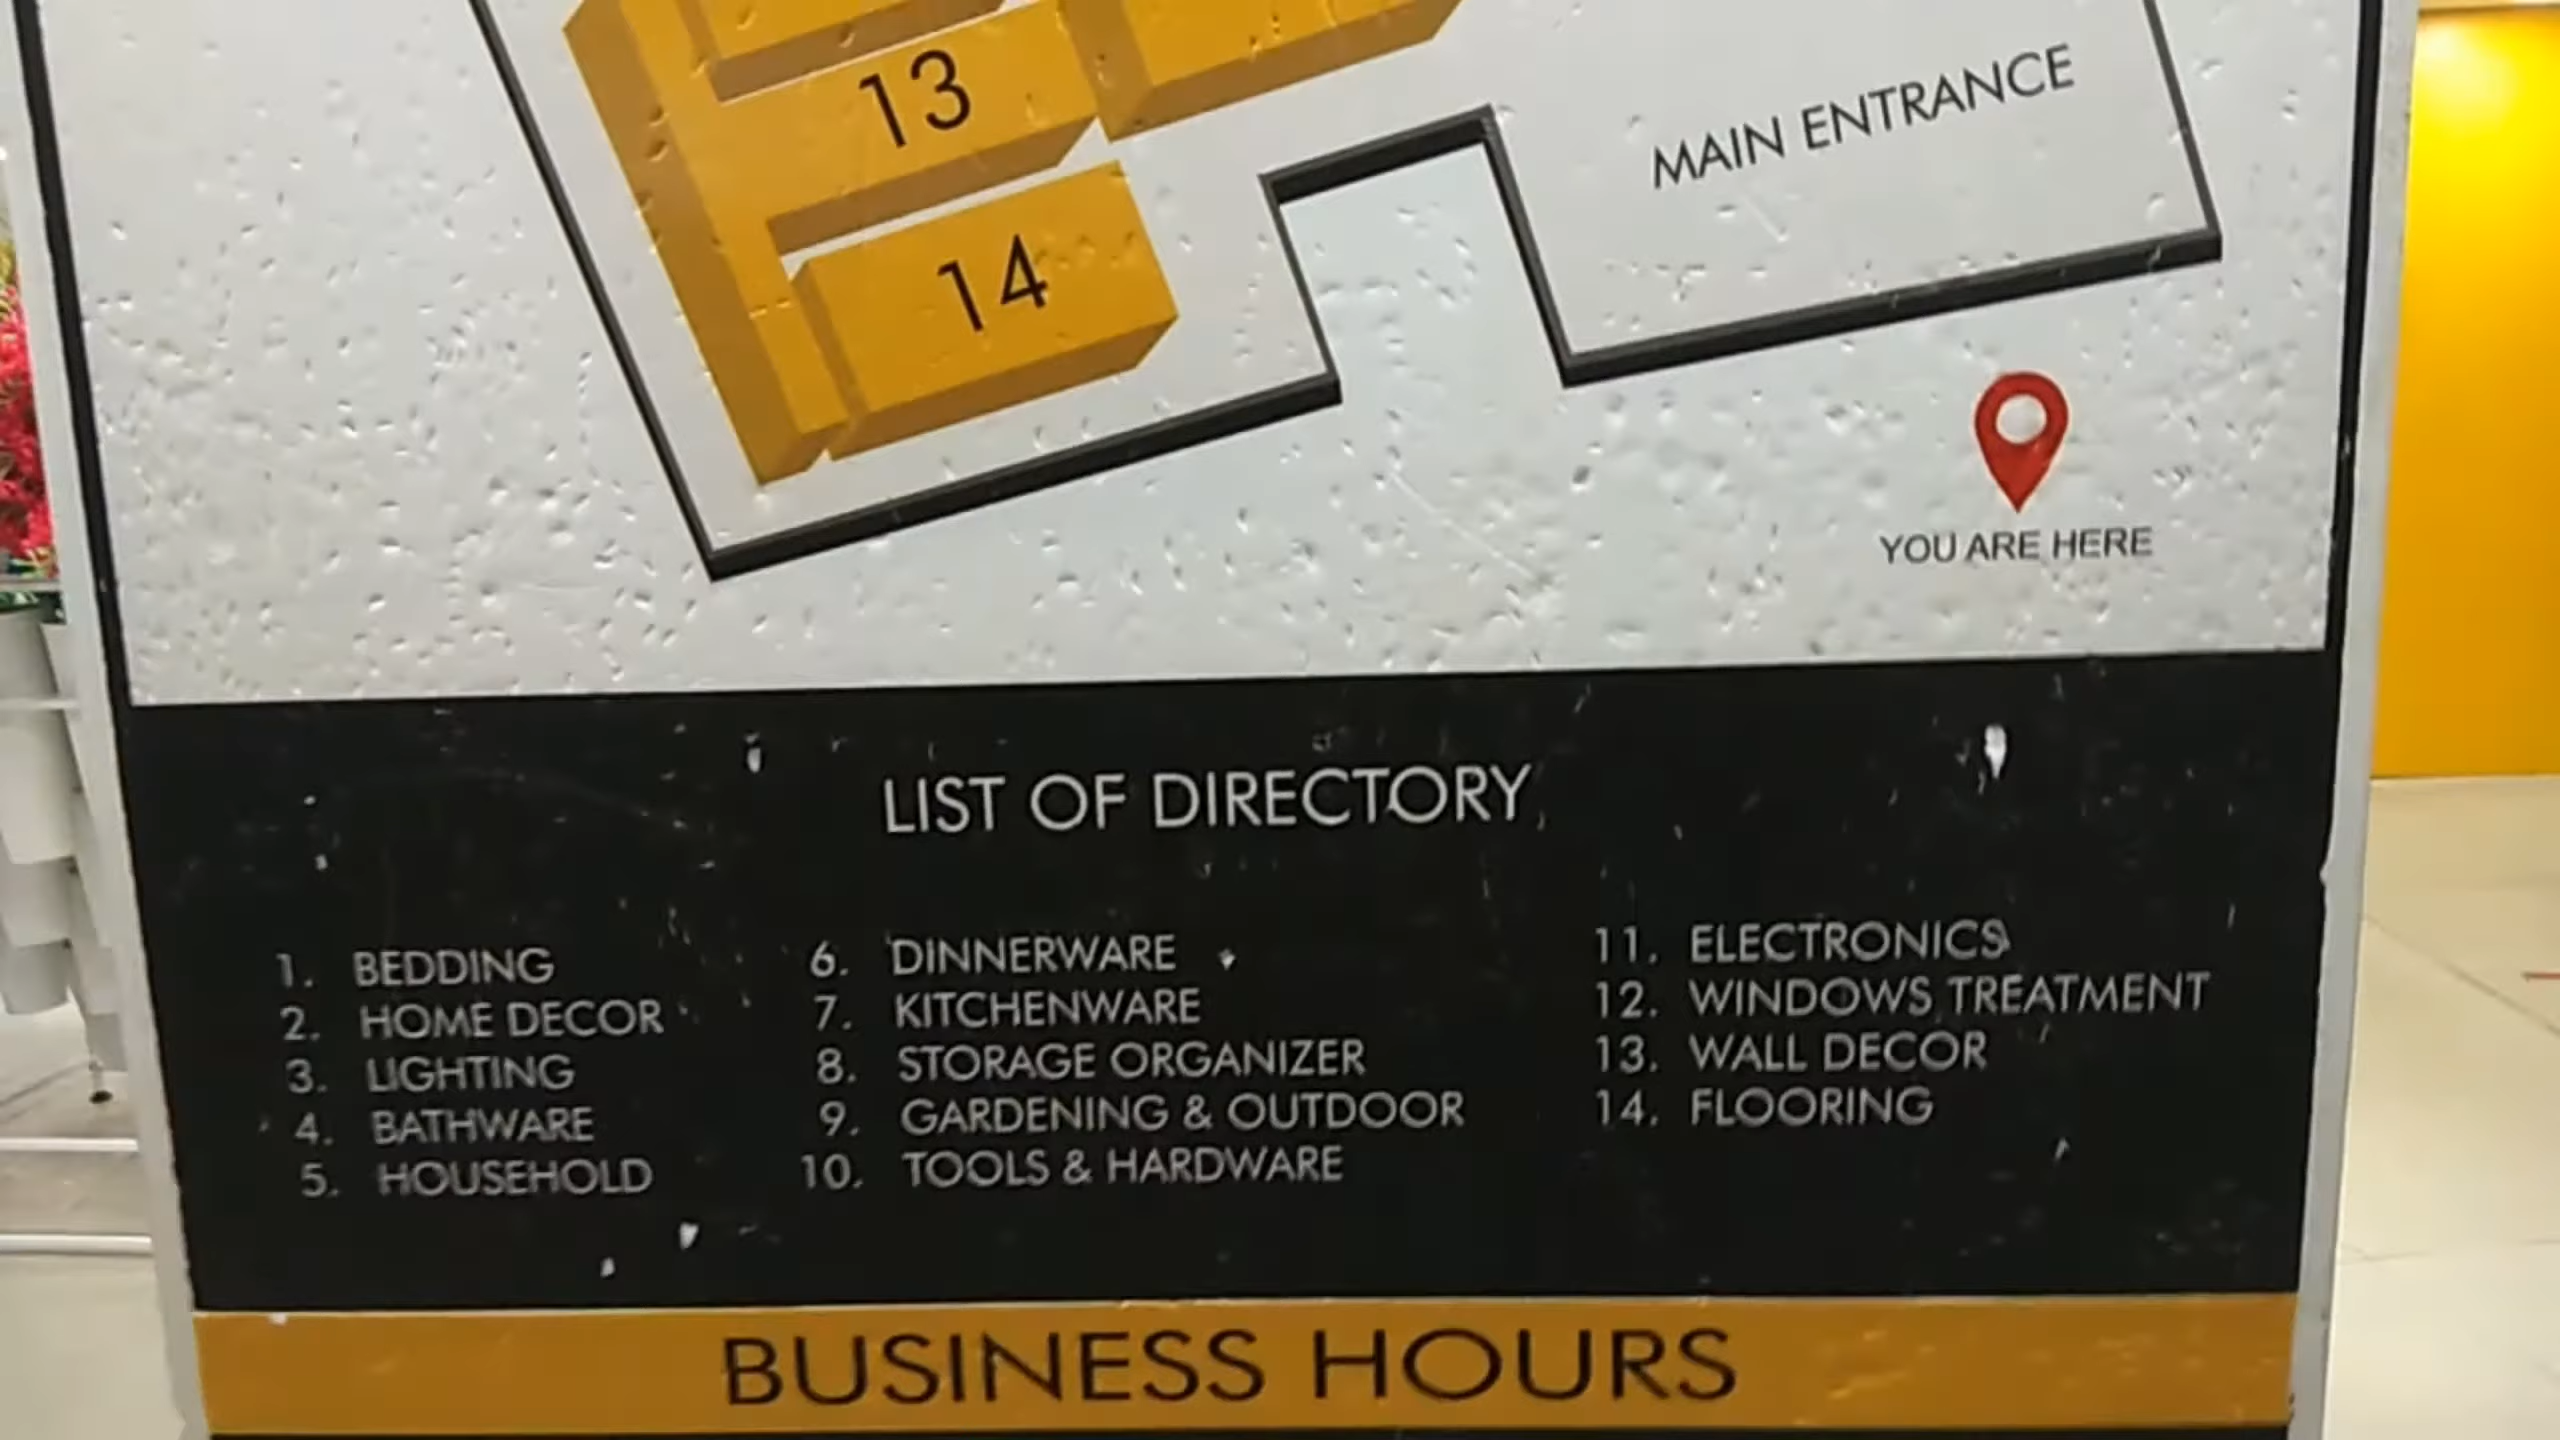 13
MAIN ENTRANCE
14
YOU ARE HERE
LIST OF DIRECTORY
1. BEDDING
2. HOME DECOR
3. LIGHTING
4. BATHWARE
5. HOUSEHOLD
6. DINNERWARE
7. KITCHENWARE
8. STORAGE ORGANIZER
9. GARDENING & OUTDOOR
10. TOOLS & HARDWARE
11. ELECTRONICS
12. WINDOWS TREATMENT
13. WALL DECOR
14. FLOORING
BUSINESS HOURS